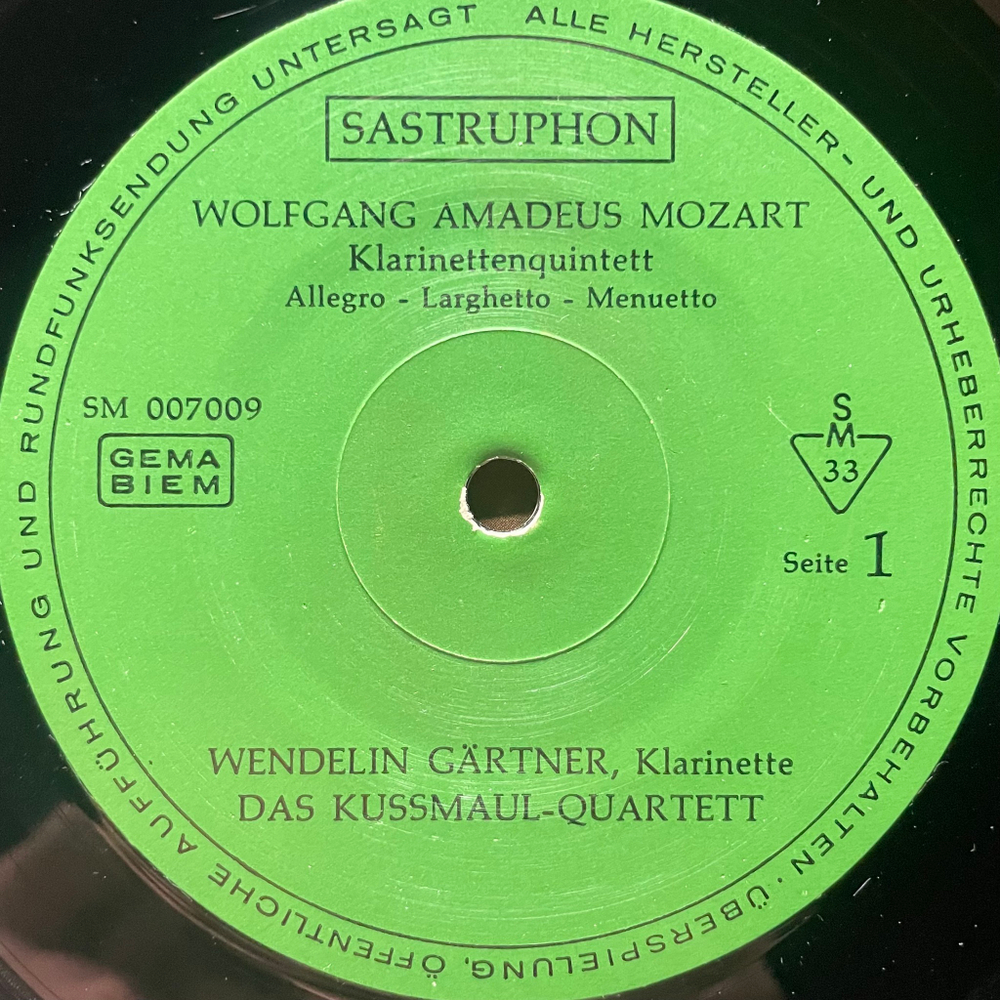 SASTRUPHON
WOLFGANG AMADEUS MOZART
Klarinettenquintett
Allegro - Larghetto - Menuetto
SM 007009
GEMA
BIEM
S
M
33
Seite 1
WENDELIN GÄRTNER, Klarinette
DAS KUSSMAUL-QUARTETT
ALLE HERSTELLER- UND URHEBERRECHTE VORBEHALTEN · ÜBERSPIELUNG, ÖFFENTLICHE AUFFÜHRUNG UND RUNDFUNKSENDUNG UNTERSAGT